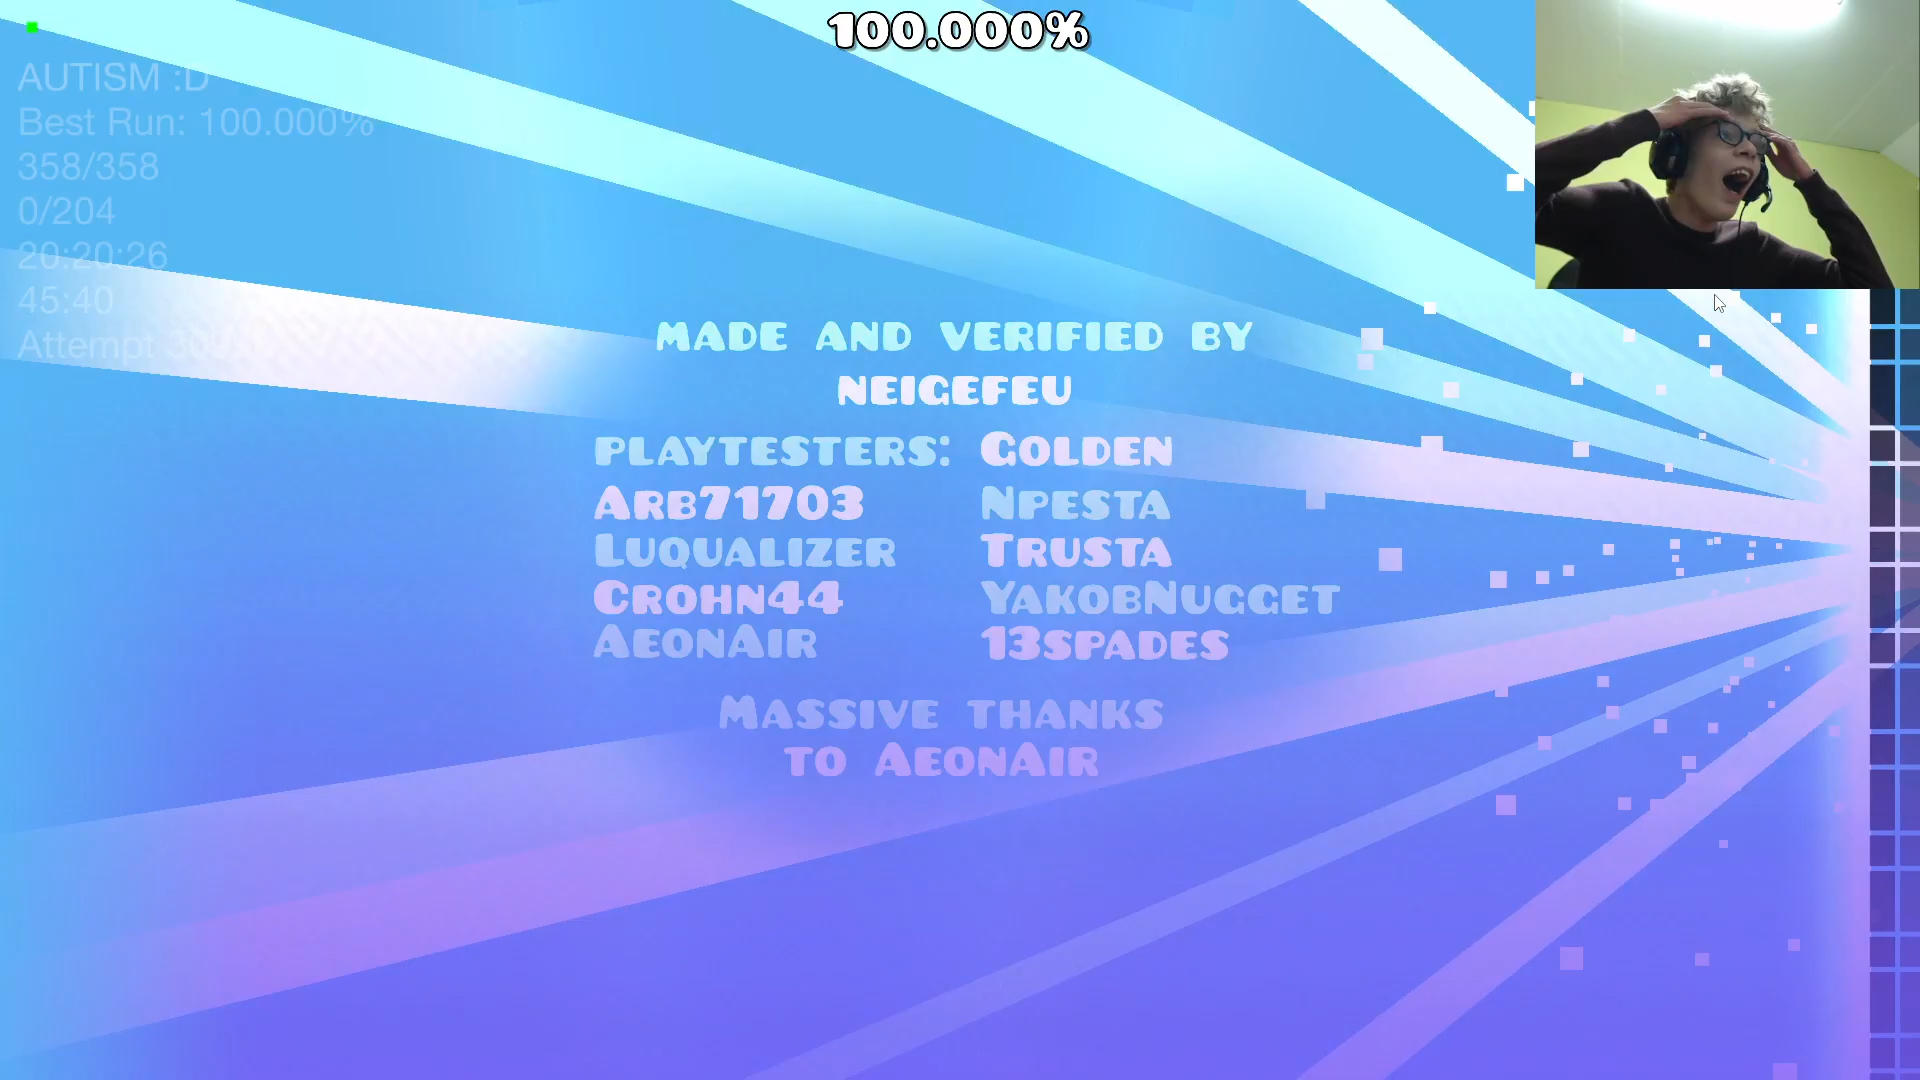 100.000%
AUTISM :D
Best Run: 100.000%
358/358
0/204
20:20:26
45:40
Attempt
MADE AND VERIFIED BY
NEIGEFEU
PLAYTESTERS: GOLDEN
ARB71703 NPESTA
LUQUALIZER TRUSTA
CROHN44 YAKOBNUGGET
AEONAIR 13SPADES
MASSIVE THANKS
TO AEONAIR